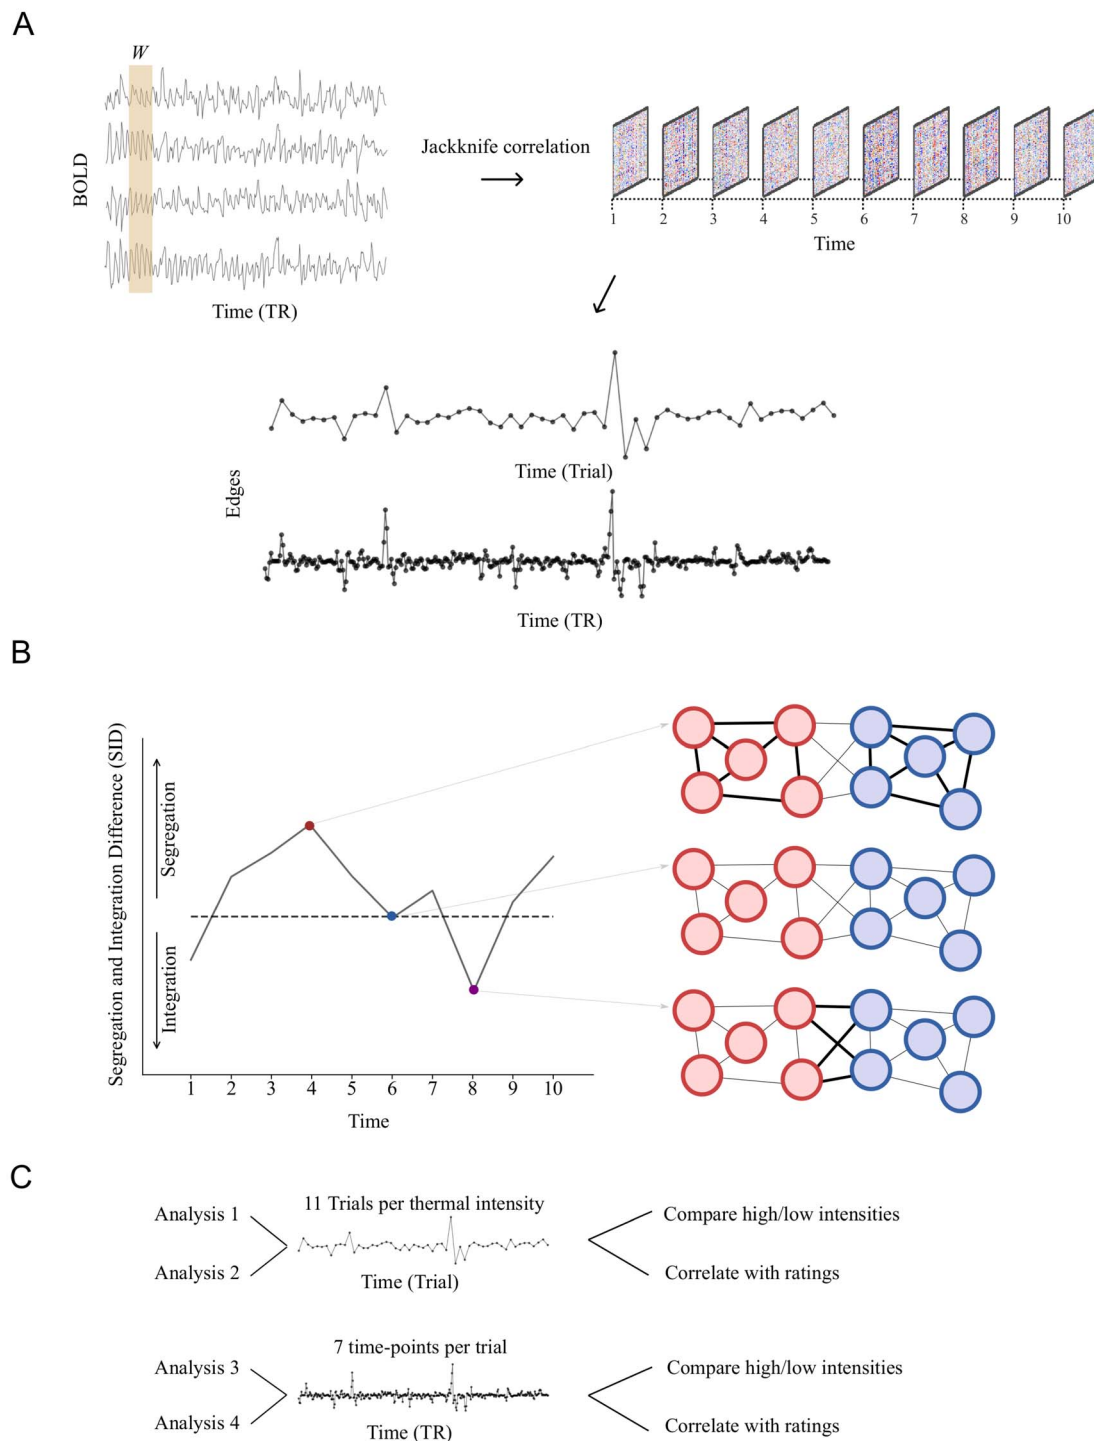 A
W
BOLD
Time (TR)
Jackknife correlation
1 2 3 4 5 6 7 8 9 10
Time
Edges
Time (Trial)
Time (TR)
B
Segregation and Integration Difference (SID)
Segregation
Integration
1 2 3 4 5 6 7 8 9 10
Time
C
Analysis 1
Analysis 2
11 Trials per thermal intensity
Time (Trial)
Compare high/low intensities
Correlate with ratings
Analysis 3
Analysis 4
7 time-points per trial
Time (TR)
Compare high/low intensities
Correlate with ratings